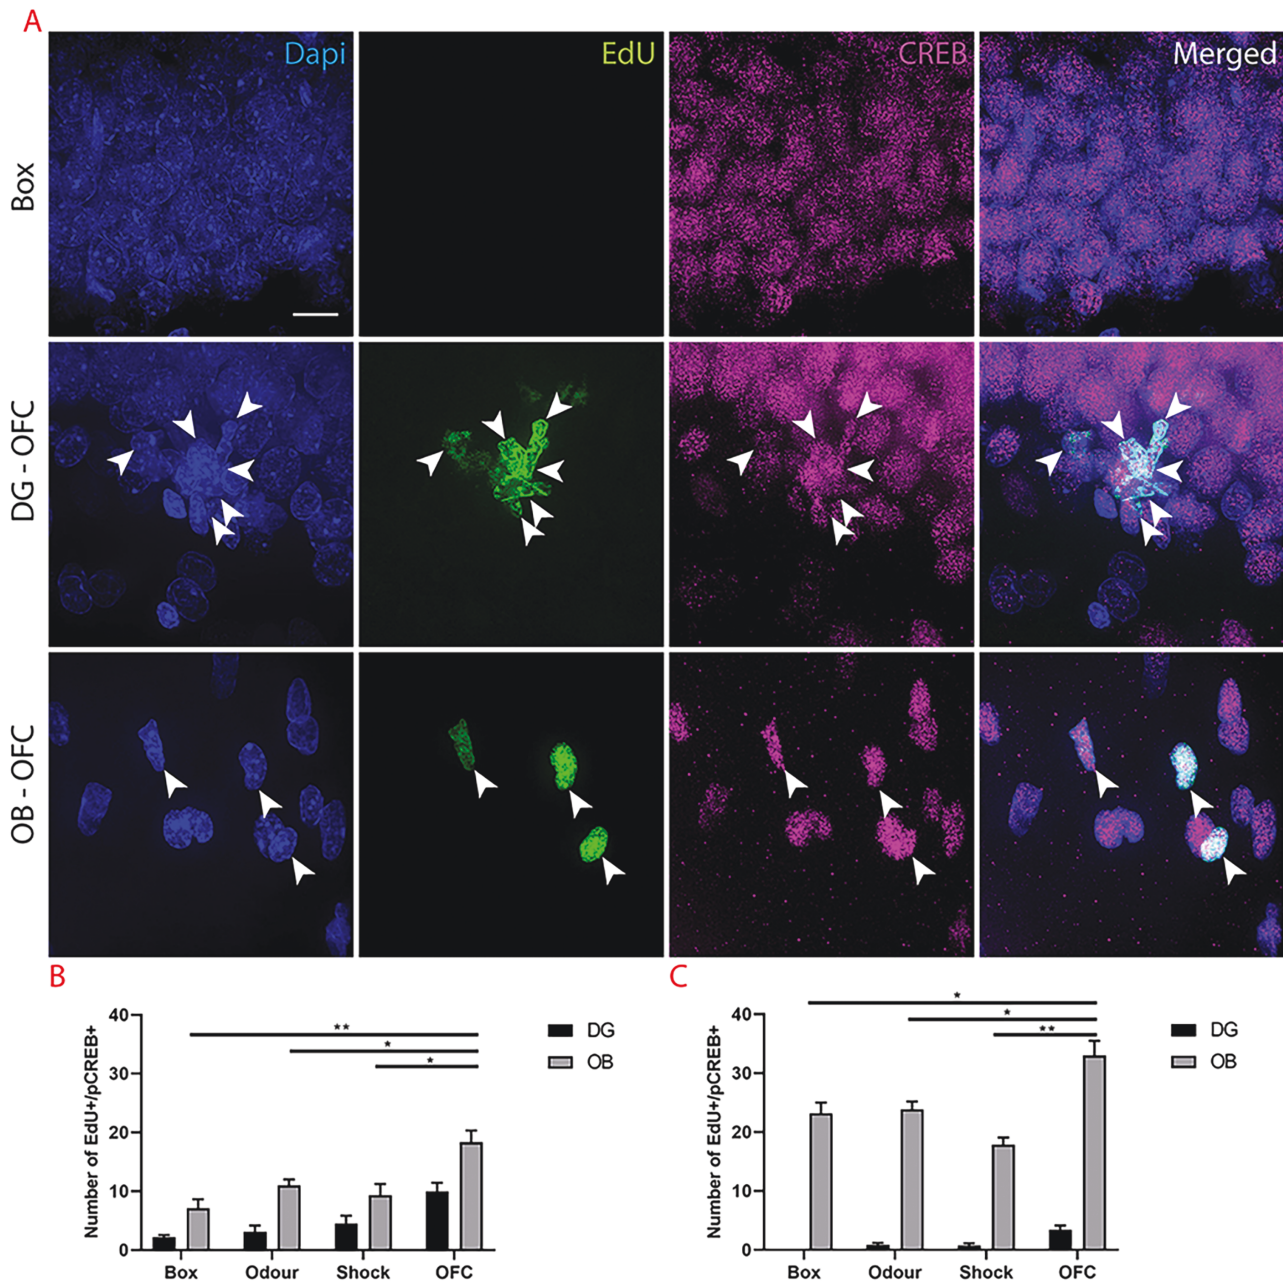 A
Dapi EdU CREB Merged
Box
DG - OFC
OB - OFC
B
Number of EdU+/pCREB+
40
30
20
10
0
**
*
*
DG
OB
Box Odour Shock OFC
C
Number of EdU+/pCREB+
40
30
20
10
0
*
*
**
DG
OB
Box Odour Shock OFC